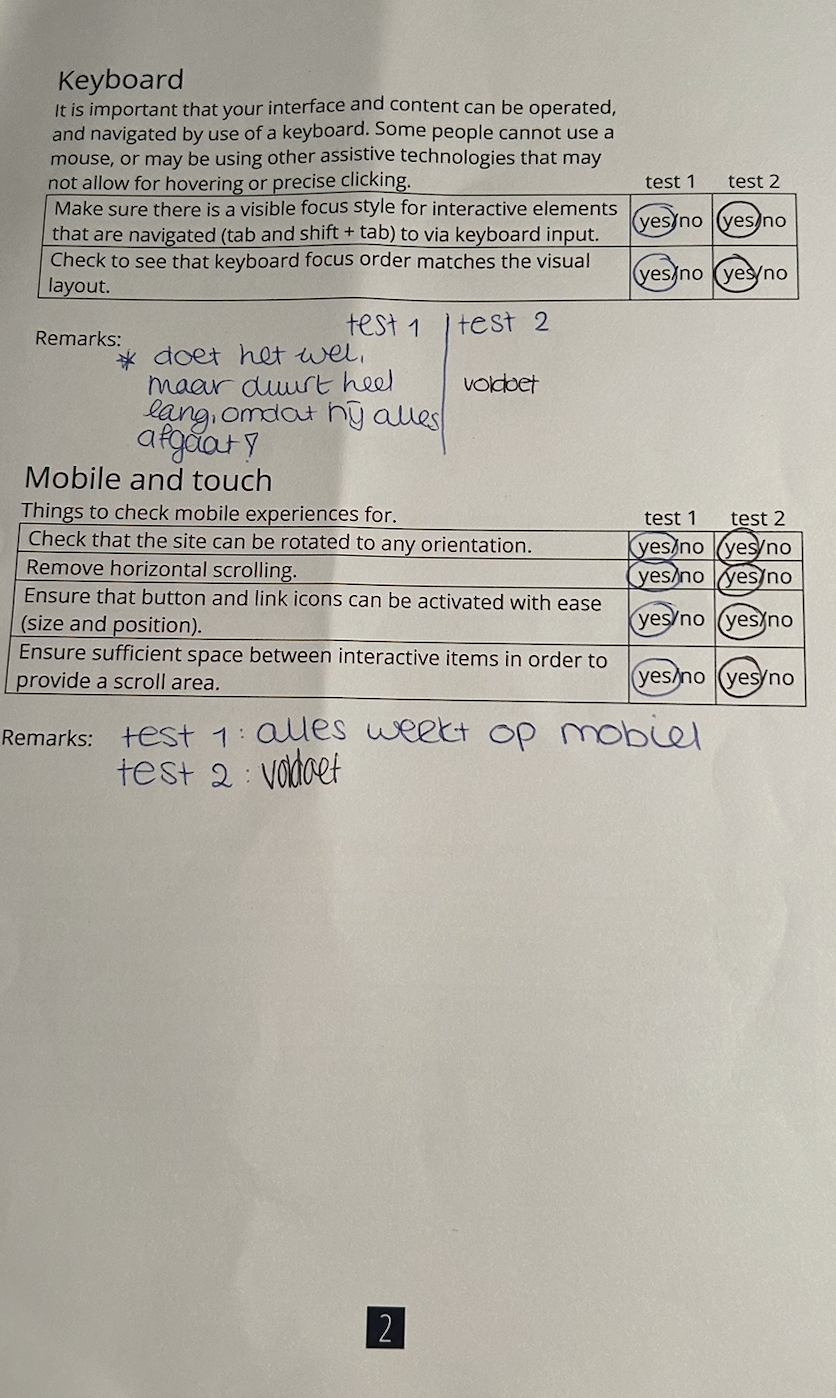 Keyboard
It is important that your interface and content can be operated,
and navigated by use of a keyboard. Some people cannot use a
mouse, or may be using other assistive technologies that may
not allow for hovering or precise clicking.
test 1 test 2
Make sure there is a visible focus style for interactive elements
that are navigated (tab and shift + tab) to via keyboard input.
yes/no yes/no
Check to see that keyboard focus order matches the visual
layout.
yes/no yes/no
Remarks:
test 1
* doet het wel,
maar duurt heel
lang, omdat hij alles
afgaat?
test 2
voldoet
Mobile and touch
Things to check mobile experiences for.
test 1 test 2
Check that the site can be rotated to any orientation. yes/no yes/no
Remove horizontal scrolling. yes/no yes/no
Ensure that button and link icons can be activated with ease
(size and position).
yes/no yes/no
Ensure sufficient space between interactive items in order to
provide a scroll area.
yes/no yes/no
Remarks: test 1 : alles weekt op mobiel
test 2 : voldoet
2